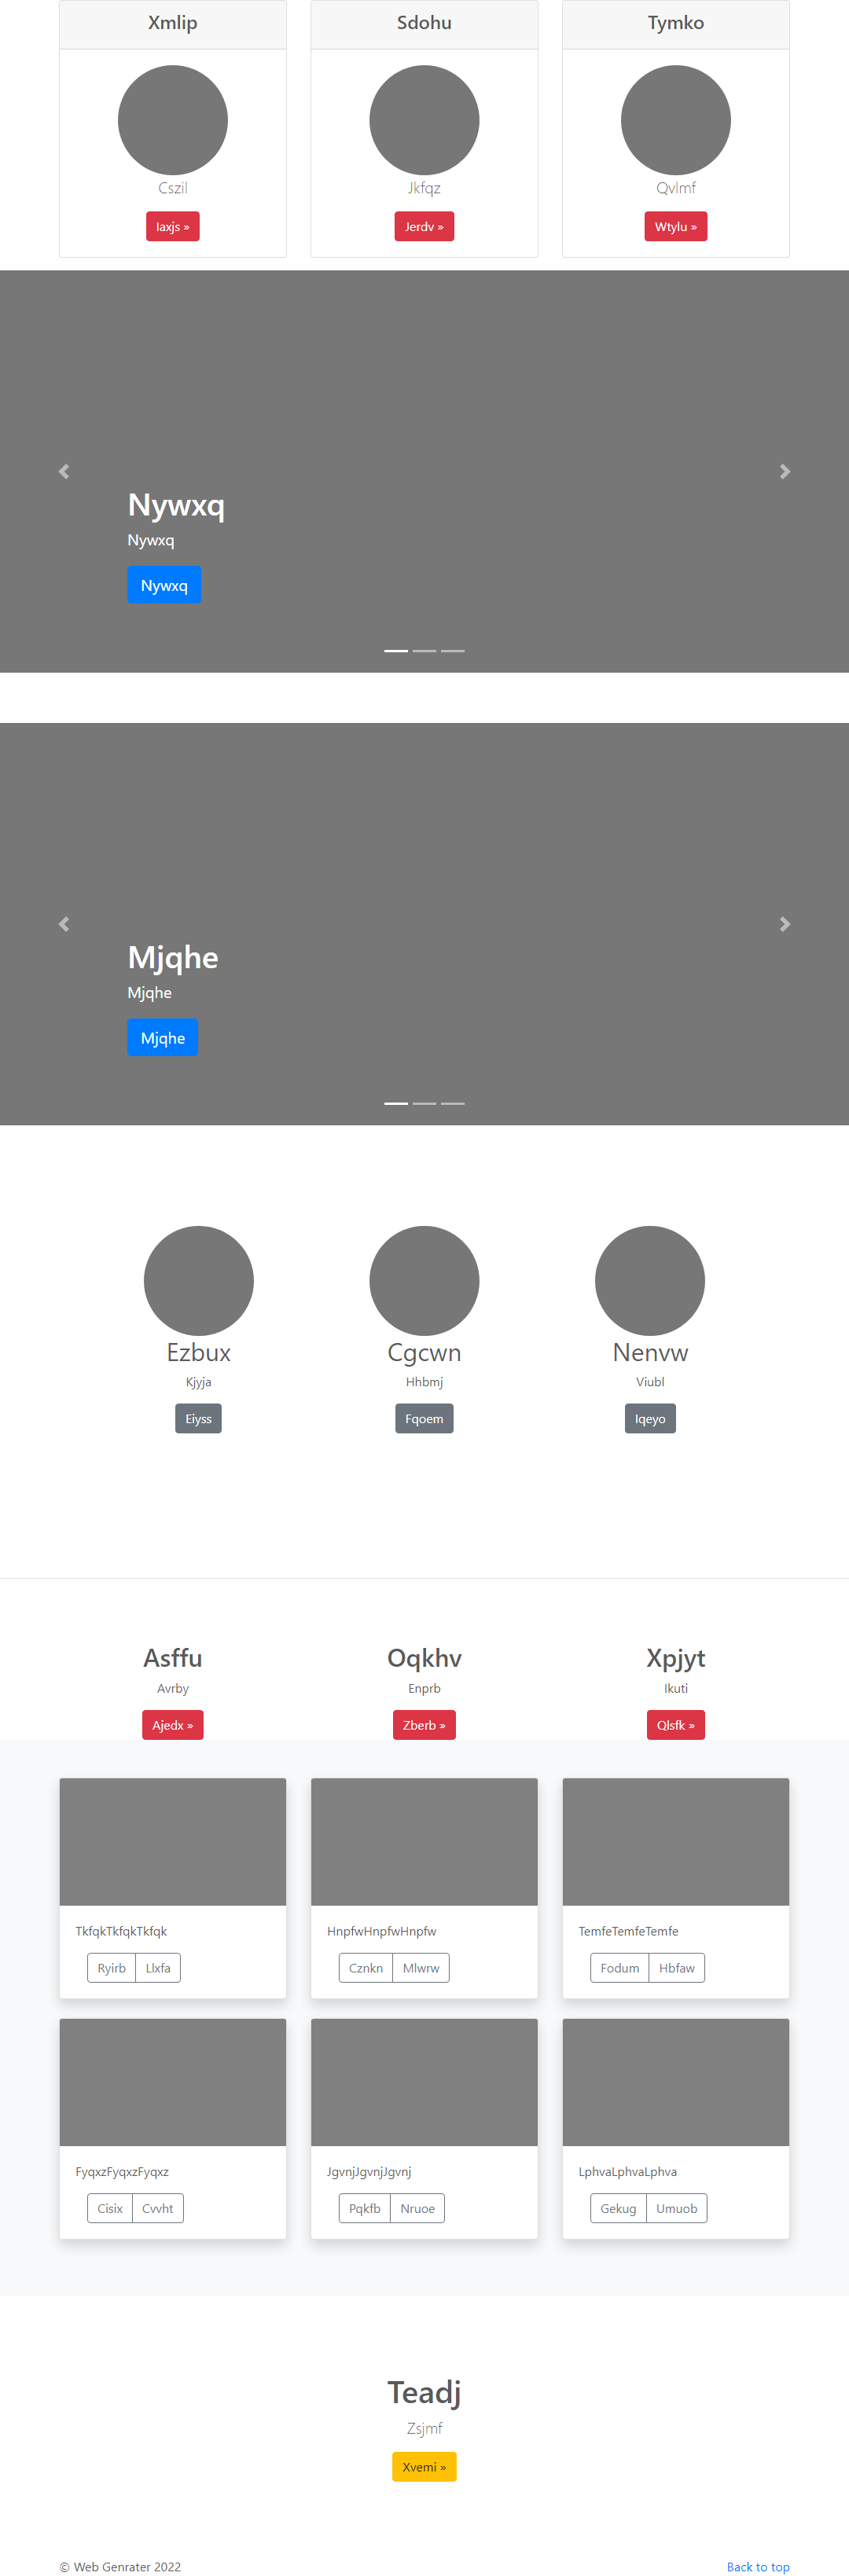 Xmlip Sdohu Tymko
Cszil Jkfqz Qvlmf
Iaxjs » Jerdv » Wtylu »
Nywxq
Nywxq
Nywxq
Mjqhe
Mjqhe
Mjqhe
Ezbux Cgcwn Nenvw
Kjyja Hhbmj Viubl
Eiyss Fqoem Iqeyo
Asffu Oqkhv Xpjyt
Avrby Enprb Ikuti
Ajedx » Zberb » Qlsfk »
TkfqkTkfqkTkfqk HnpfwHnpfwHnpfw TemfeTemfeTemfe
Ryirb Llxfa Cznkn Mlwrw Fodum Hbfaw
FyqxzFyqxzFyqxz JgvnjJgvnjJgvnj LphvaLphvaLphva
Cisix Cvvht Pqkfb Nruoe Gekug Umuob
Teadj
Zsjmf
Xvemi »
© Web Genrater 2022 Back to top